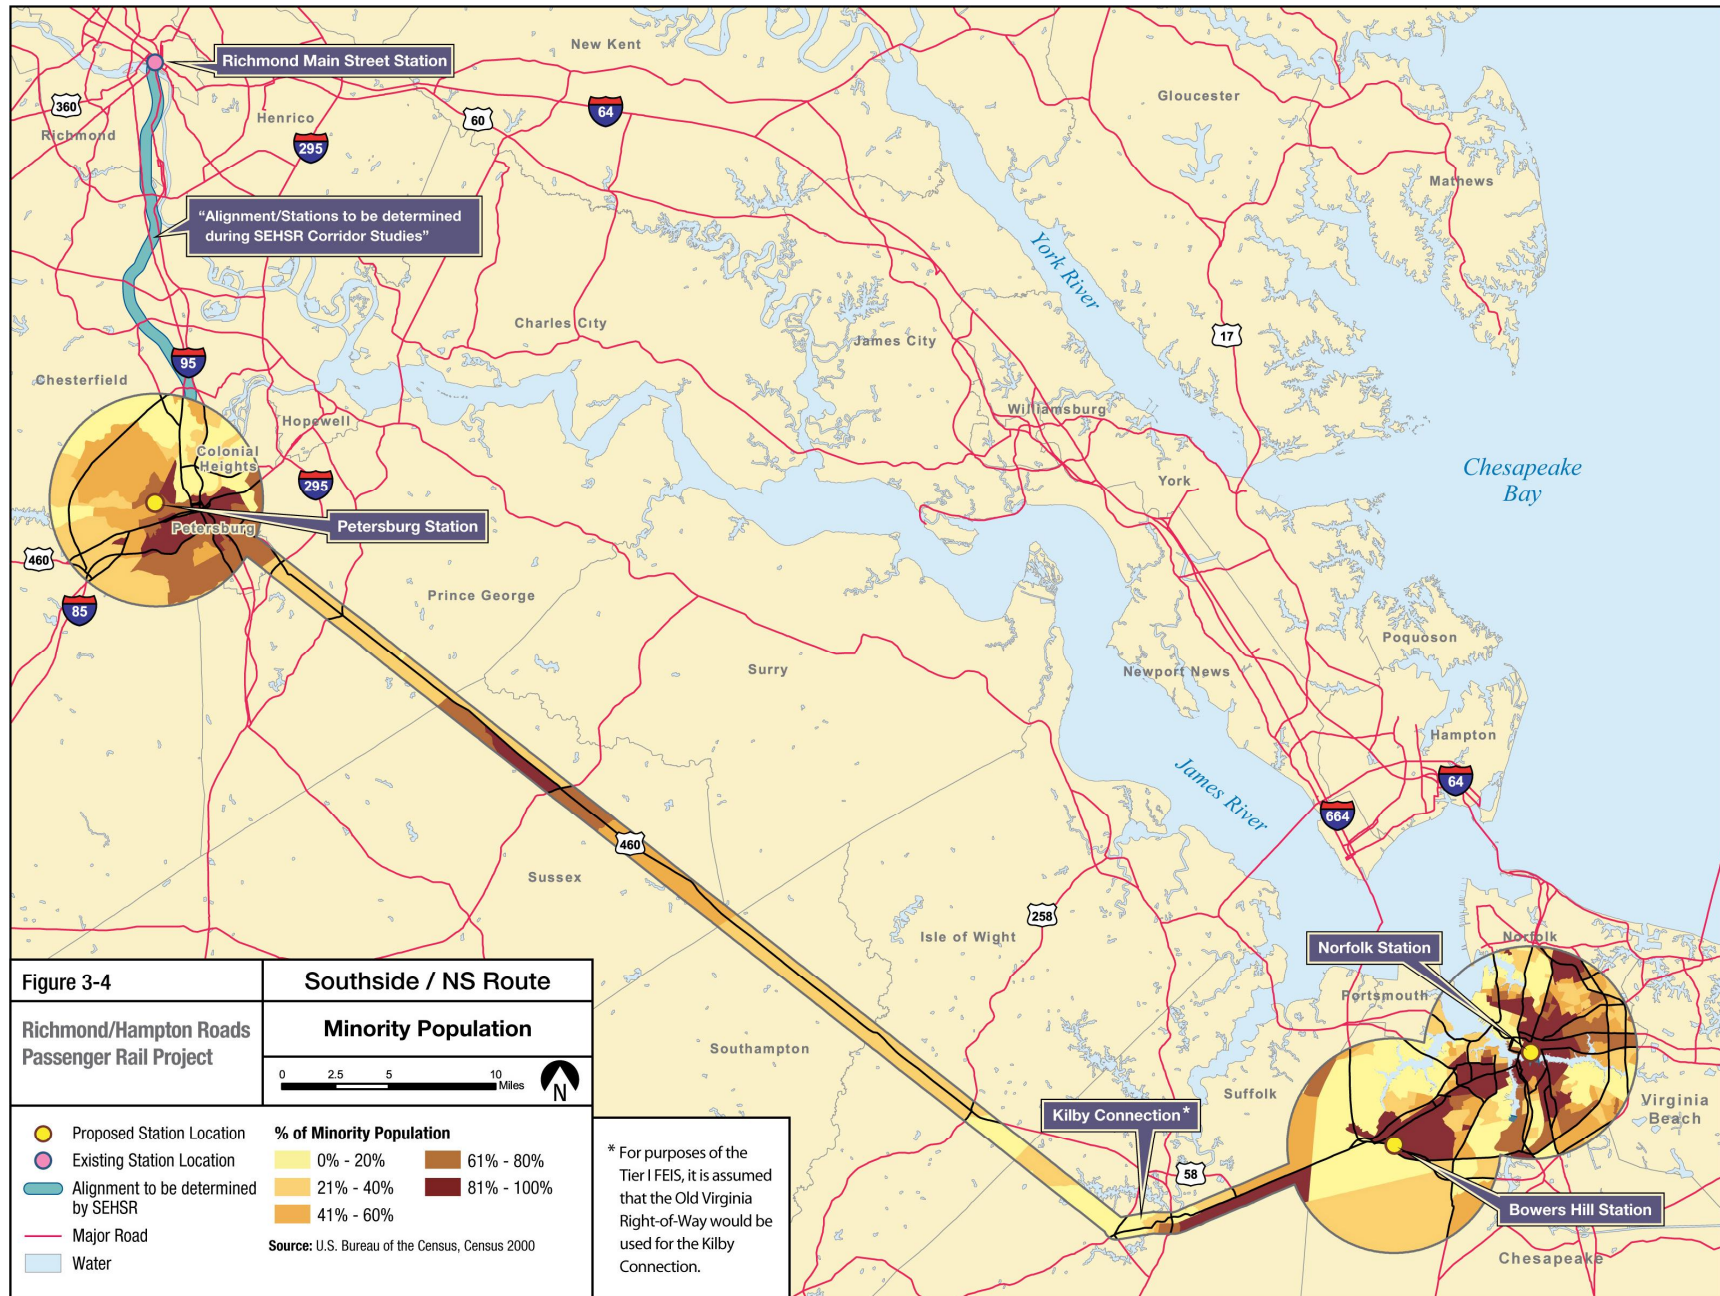 Richmond Main Street Station
New Kent
Gloucester
360
60
64
Richmond
Henrico
295
Mathews
"Alignment/Stations to be determined
during SEHSR Corridor Studies"
York River
Charles City
James City
17
95
Chesterfield
Hopewell
Williamsburg
Colonial
Heights
295
York
Chesapeake
Bay
Petersburg Station
Petersburg
460
85
Prince George
Poquoson
Surry
Newport News
Hampton
James River
64
664
460
Sussex
258
Isle of Wight
Norfolk
Norfolk Station
Portsmouth
Southampton
Suffolk
Kilby Connection*
Virginia
Beach
58
Bowers Hill Station
Chesapeake
Figure 3-4
Southside / NS Route
Richmond/Hampton Roads
Passenger Rail Project
Minority Population
0 2.5 5 10
Miles
N
Proposed Station Location
Existing Station Location
Alignment to be determined
by SEHSR
Major Road
Water
% of Minority Population
0% - 20%
21% - 40%
41% - 60%
61% - 80%
81% - 100%
Source: U.S. Bureau of the Census, Census 2000
* For purposes of the
Tier I FEIS, it is assumed
that the Old Virginia
Right-of-Way would be
used for the Kilby
Connection.